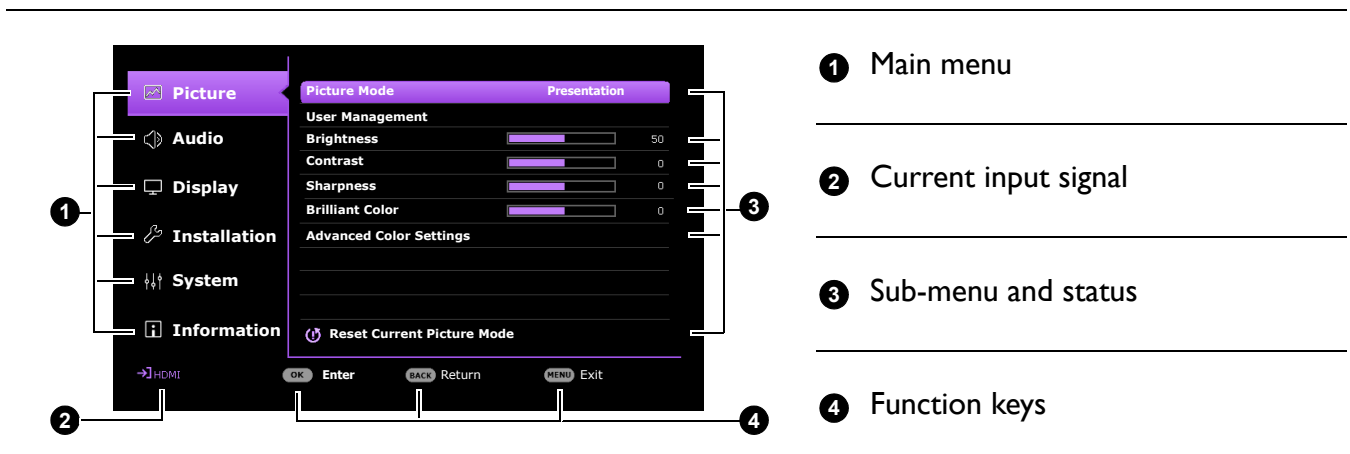 Picture
Audio
Display
Installation
System
Information
Picture Mode Presentation
User Management
Brightness 50
Contrast 0
Sharpness 0
Brilliant Color 0
Advanced Color Settings
Reset Current Picture Mode
HDMI
OK Enter BACK Return MENU Exit
1
2
3
4
1 Main menu
2 Current input signal
3 Sub-menu and status
4 Function keys